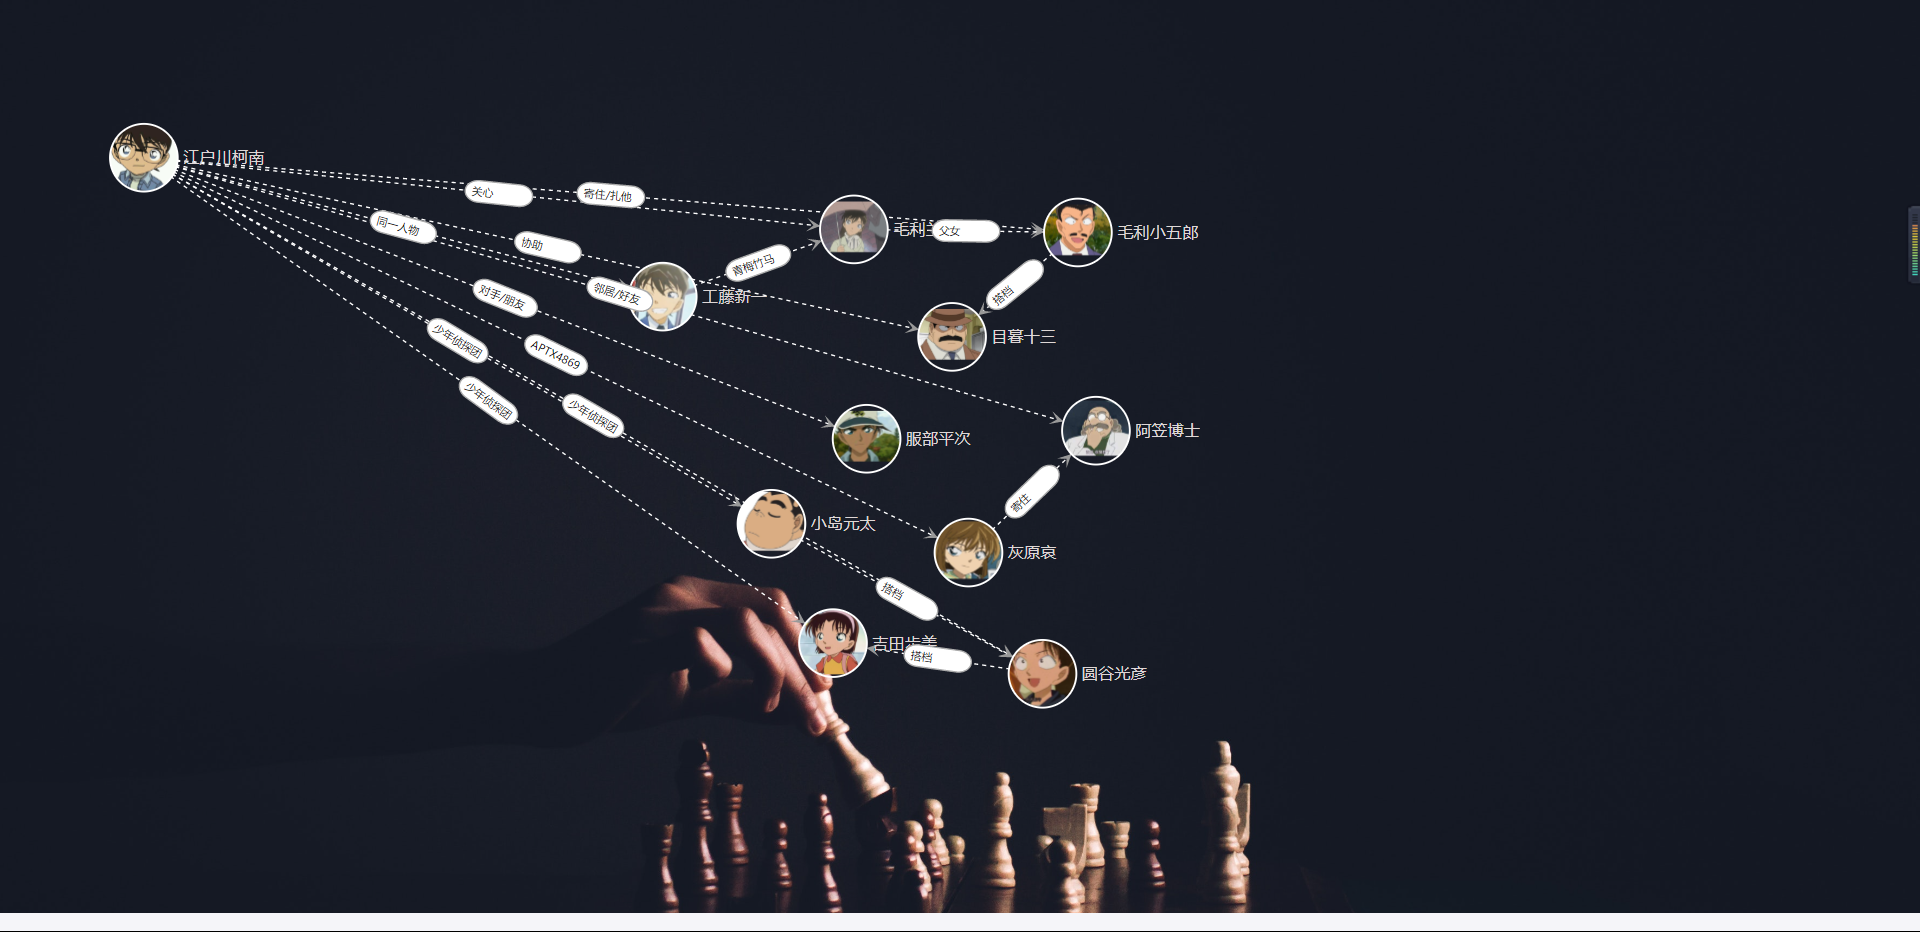 江户川柯南
关心
寄住/扎他
同一人物
协助
毛利
父女
毛利小五郎
青梅竹马
搭档
对手/朋友
邻居/好友
工藤新一
目暮十三
少年侦探团
APTX4869
少年侦探团
少年侦探团
服部平次
阿笠博士
寄住
小岛元太
灰原哀
搭档
吉田步美
搭档
圆谷光彦